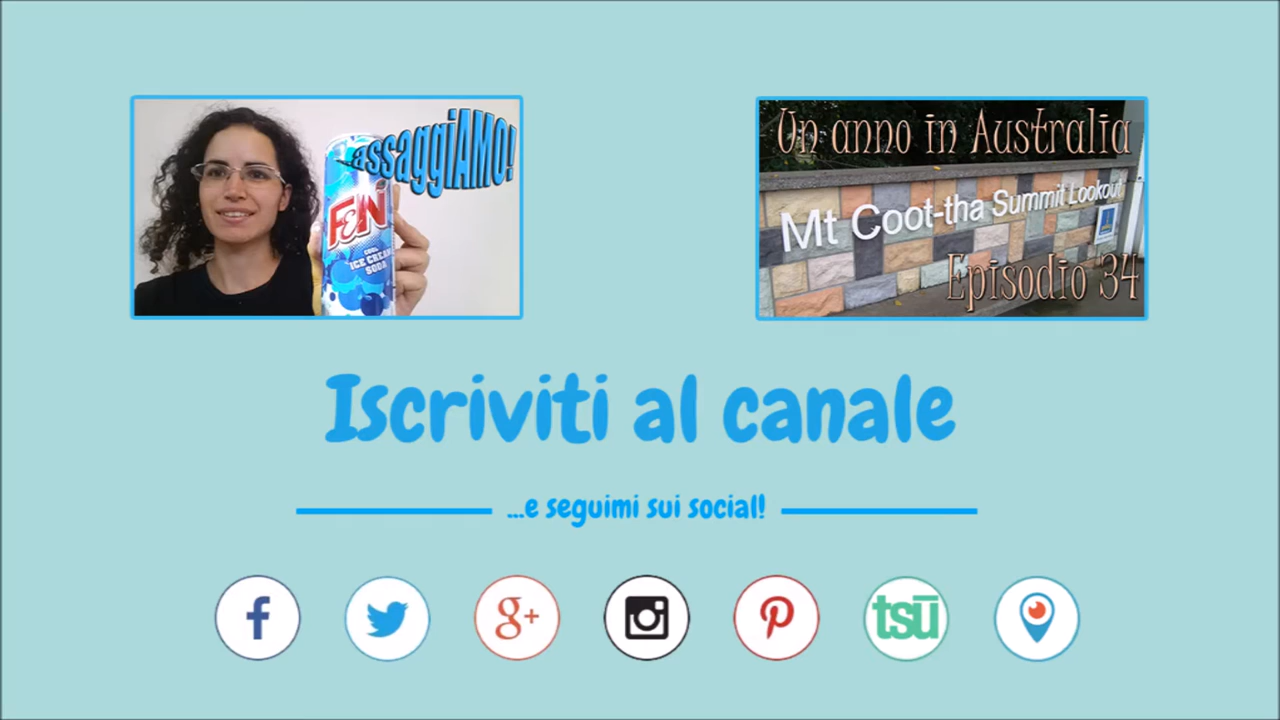 assaggiAMO!
F&N
COOL
ICE CREAM
SODA
Un anno in Australia
Mt Coot-tha Summit Lookout
Episodio 34
Iscriviti al canale
...e seguimi sui social!
f
g+
tsū